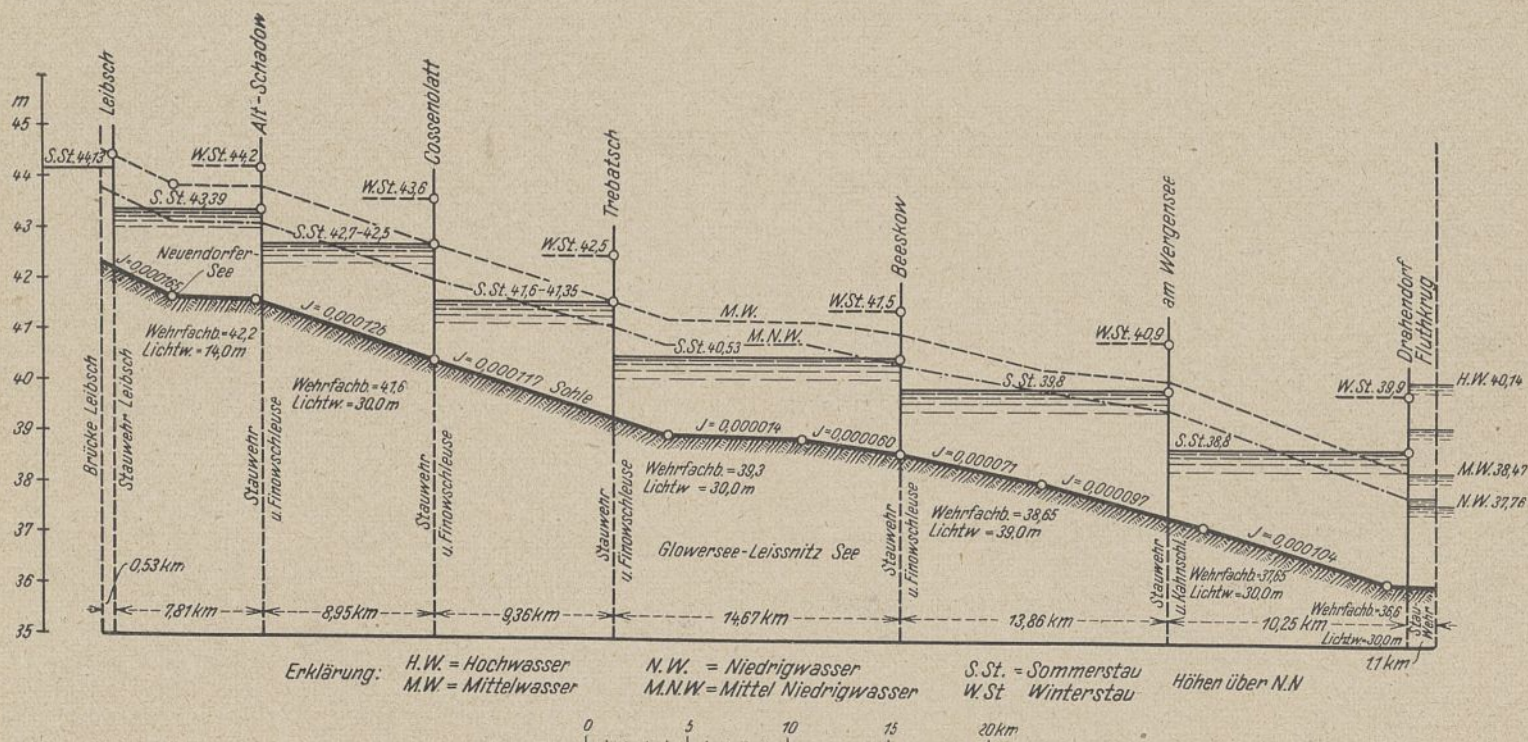 m
45
44
43
42
41
40
39
38
37
36
35
Leibsch
Alt-Schadow
Cossenblatt
Trebatsch
Beeskow
am Wergensee
Drahendorf
Fluthkrug
S.St. 44,13
W.St. 44,2
W.St. 43,6
W.St. 42,5
W.St. 41,5
W.St. 40,9
W.St. 39,9
S.St. 43,39
S.St. 42,7-42,5
S.St. 41,6-41,35
S.St. 40,53
S.St. 39,8
S.St. 38,8
M.W.
M.N.W.
H.W. 40,14
M.W. 38,47
N.W. 37,76
Neuendorfer-
See
J=0,000165
J = 0,000126
J = 0,000117 Sohle
J = 0,000014
J = 0,000060
J = 0,000071
J = 0,000097
J = 0,000104
Wehrfachb.=42,2
Lichtw. = 14,0 m
Wehrfachb. = 41,6
Lichtw. = 30,0 m
Wehrfachb. = 39,3
Lichtw = 30,0 m
Wehrfachb. = 38,65
Lichtw. = 39,0 m
Wehrfachb.=37,65
Lichtw. = 30,0 m
Wehrfachb.=36,6
Lichtw.=30,0 m
Glowersee-Leissnitz See
Brücke Leibsch
Stauwehr Leibsch
Stauwehr
u. Finowschleuse
Stauwehr
u. Finowschleuse
Stauwehr
u. Finowschleuse
Stauwehr
u. Finowschleuse
Stauwehr
u. Kahnschl.
Stau-
Wehr
0,53 km
7,81 km
8,95 km
9,36 km
14,67 km
13,86 km
10,25 km
1,1 km
Erklärung:
H.W. = Hochwasser
M.W = Mittelwasser
N.W. = Niedrigwasser
M.N.W = Mittel Niedrigwasser
S.St. = Sommerstau
W.St Winterstau
Höhen über N.N
0 5 10 15 20 km